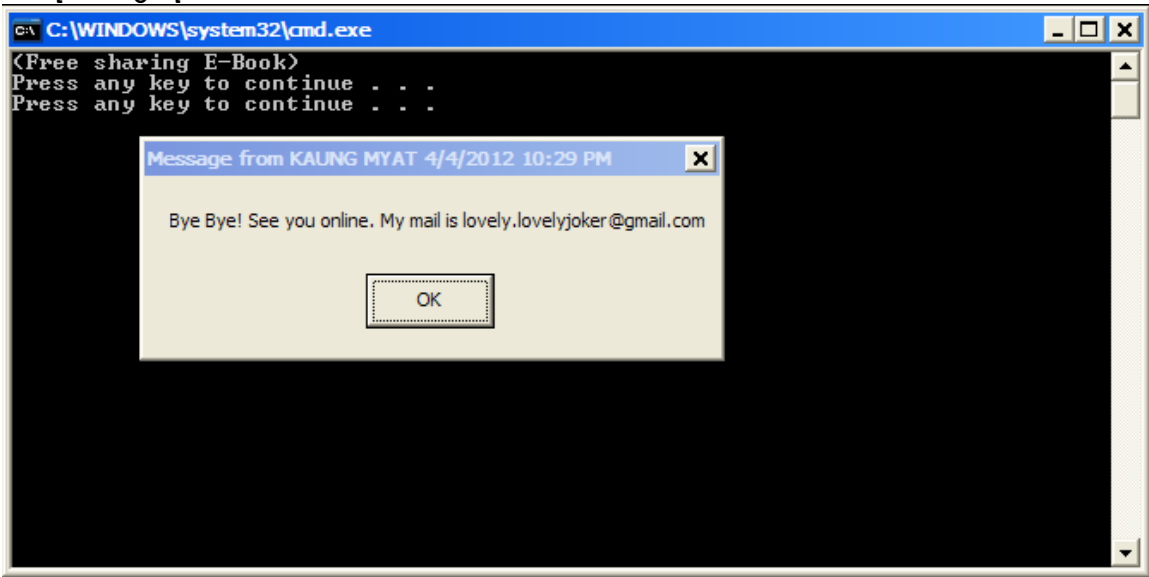 C:\WINDOWS\system32\cmd.exe
(Free sharing E-Book)
Press any key to continue . . .
Press any key to continue . . .
Message from KAUNG MYAT 4/4/2012 10:29 PM
Bye Bye! See you online. My mail is lovely.lovelyjoker@gmail.com
OK